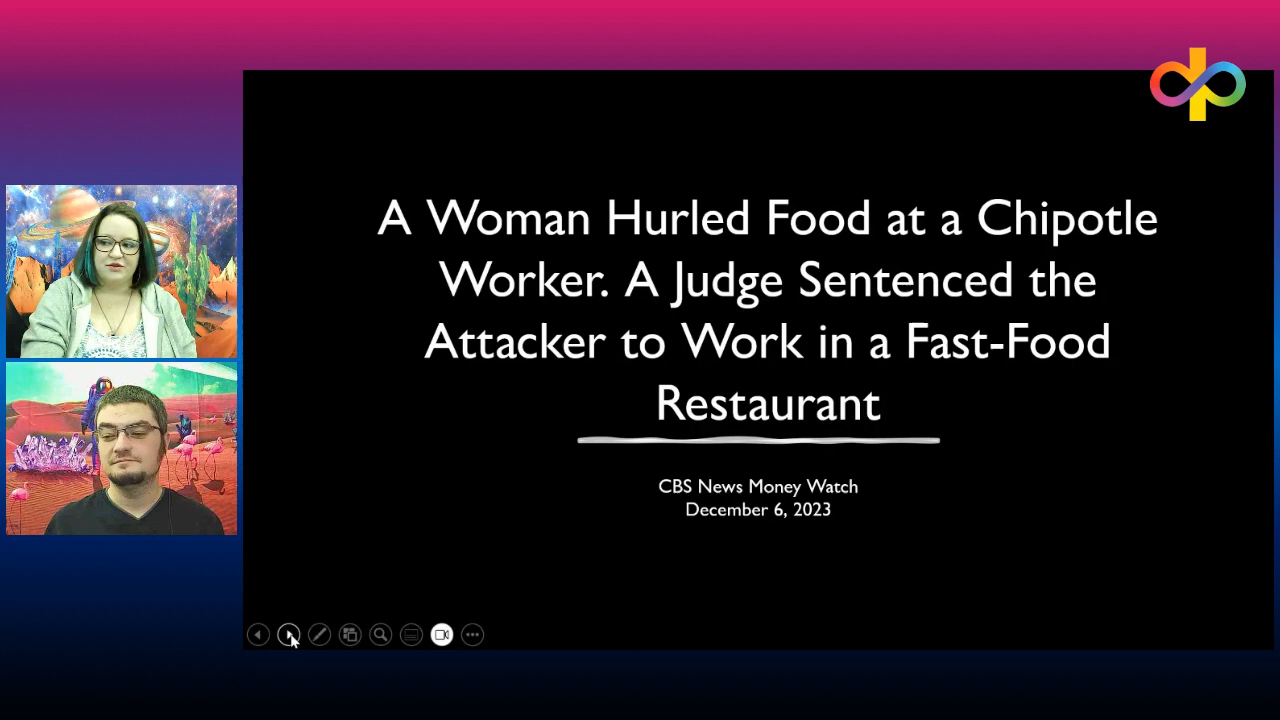 A Woman Hurled Food at a Chipotle
Worker. A Judge Sentenced the
Attacker to Work in a Fast-Food
Restaurant
CBS News Money Watch
December 6, 2023